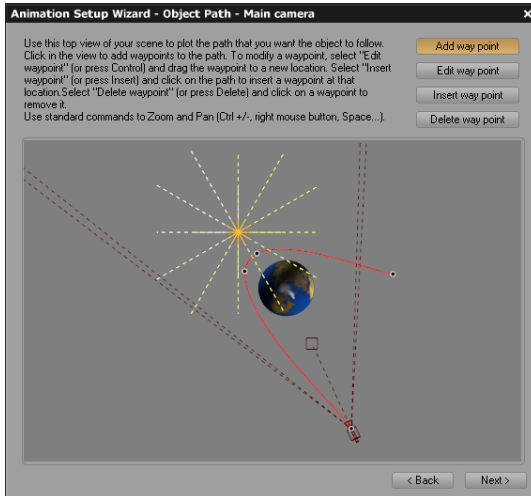 Animation Setup Wizard - Object Path - Main camera x
Use this top view of your scene to plot the path that you want the object to follow.
Click in the view to add waypoints to the path. To modify a waypoint, select "Edit
waypoint" (or press Control) and drag the waypoint to a new location. Select "Insert
waypoint" (or press Insert) and click on the path to insert a waypoint at that
location.Select "Delete waypoint" (or press Delete) and click on a waypoint to
remove it.
Use standard commands to Zoom and Pan (Ctrl +/-, right mouse button, Space...).
Add way point
Edit way point
Insert way point
Delete way point
< Back
Next >